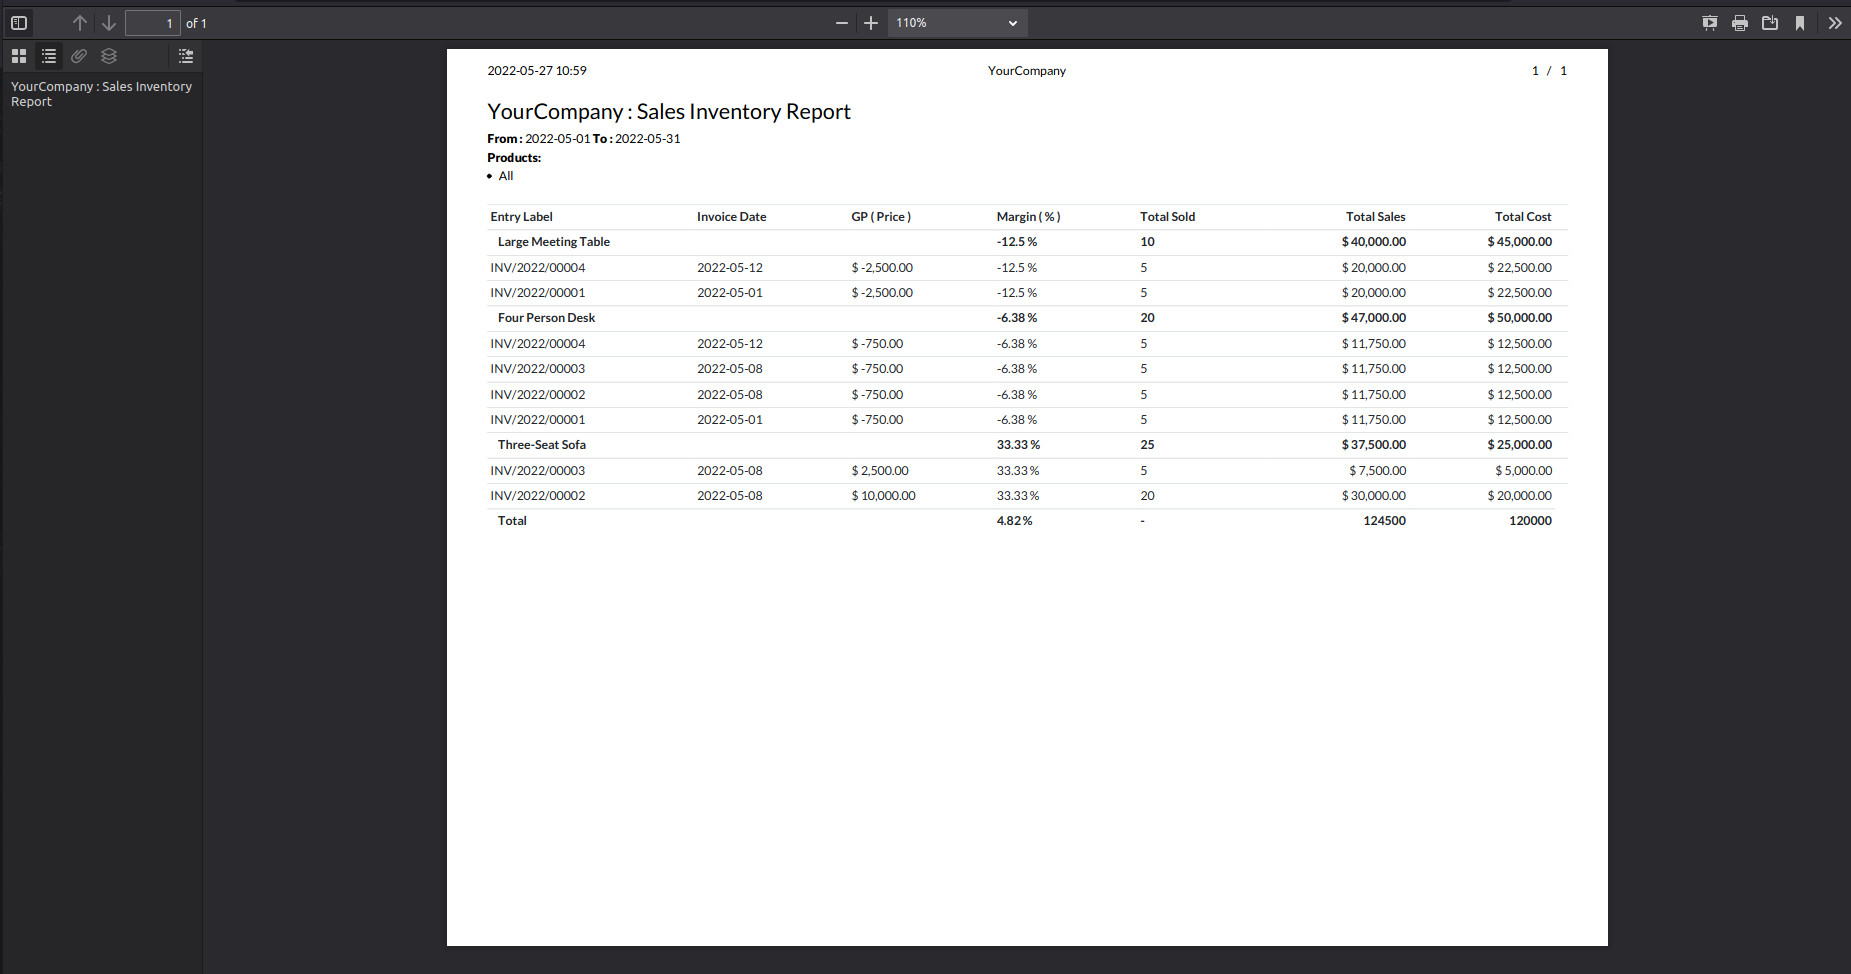 1 of 1
110%
YourCompany : Sales Inventory
Report
2022-05-27 10:59 YourCompany 1 / 1
YourCompany : Sales Inventory Report
From : 2022-05-01 To : 2022-05-31
Products:
• All
Entry Label Invoice Date GP ( Price ) Margin ( % ) Total Sold Total Sales Total Cost
Large Meeting Table -12.5 % 10 $ 40,000.00 $ 45,000.00
INV/2022/00004 2022-05-12 $ -2,500.00 -12.5 % 5 $ 20,000.00 $ 22,500.00
INV/2022/00001 2022-05-01 $ -2,500.00 -12.5 % 5 $ 20,000.00 $ 22,500.00
Four Person Desk -6.38 % 20 $ 47,000.00 $ 50,000.00
INV/2022/00004 2022-05-12 $ -750.00 -6.38 % 5 $ 11,750.00 $ 12,500.00
INV/2022/00003 2022-05-08 $ -750.00 -6.38 % 5 $ 11,750.00 $ 12,500.00
INV/2022/00002 2022-05-08 $ -750.00 -6.38 % 5 $ 11,750.00 $ 12,500.00
INV/2022/00001 2022-05-01 $ -750.00 -6.38 % 5 $ 11,750.00 $ 12,500.00
Three-Seat Sofa 33.33 % 25 $ 37,500.00 $ 25,000.00
INV/2022/00003 2022-05-08 $ 2,500.00 33.33 % 5 $ 7,500.00 $ 5,000.00
INV/2022/00002 2022-05-08 $ 10,000.00 33.33 % 20 $ 30,000.00 $ 20,000.00
Total 4.82 % - 124500 120000